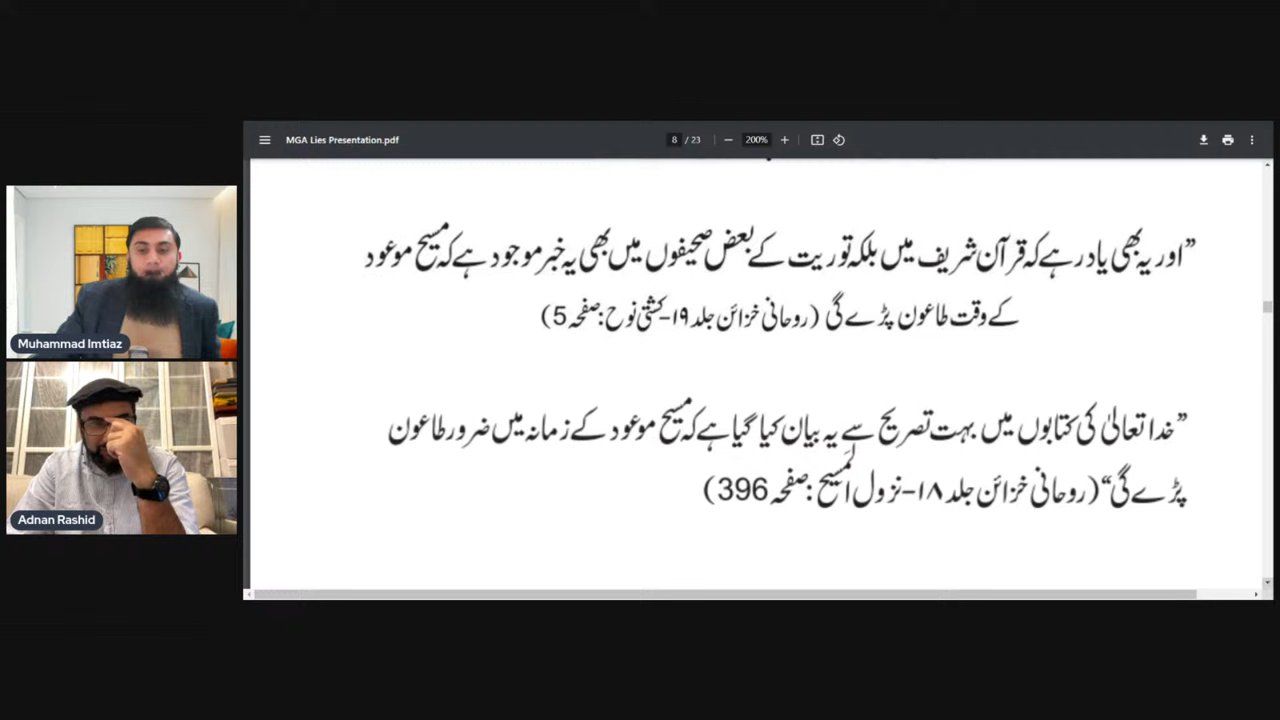 MGA Lies Presentation.pdf
8 / 23
200%
”اور یہ بھی یاد رہے کہ قرآن شریف میں بلکہ توریت کے بعض صحیفوں میں بھی یہ خبر موجود ہے کہ مسیح موعود
کے وقت طاعون پڑے گی (روحانی خزائن جلد ۱۹-کشتی نوح: صفحہ 5)
”خدا تعالیٰ کی کتابوں میں بہت تصریح سے یہ بیان کیا گیا ہے کہ مسیح موعود کے زمانہ میں ضرور طاعون
پڑے گی“ (روحانی خزائن جلد ۱۸-نزول المسیح: صفحہ 396)
Muhammad Imtiaz
Adnan Rashid